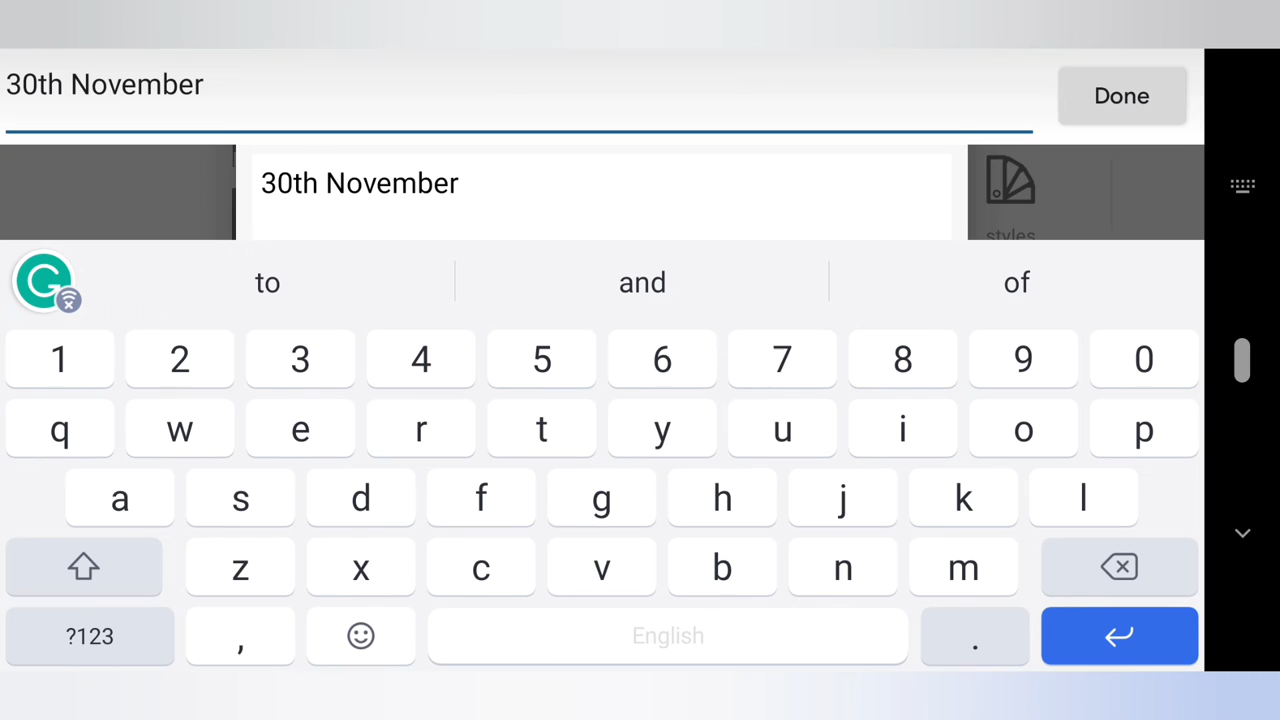 30th November
Done
30th November
styles
to and of
1 2 3 4 5 6 7 8 9 0
q w e r t y u i o p
a s d f g h j k l
z x c v b n m
?123 , English .